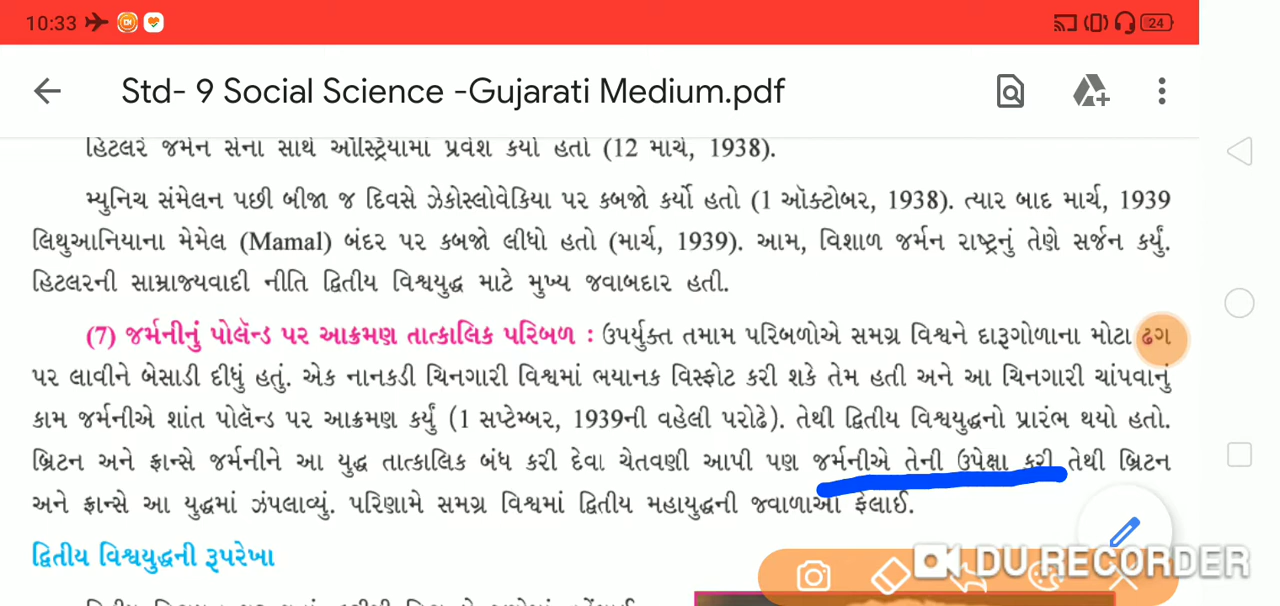 10:33
24
Std- 9 Social Science -Gujarati Medium.pdf
હિટલરે જર્મન સેના સાથે ઑસ્ટ્રિયામાં પ્રવેશ કર્યો હતો (12 માર્ચ, 1938).
મ્યુનિચ સંમેલન પછી બીજા જ દિવસે ઝેકોસ્લોવેકિયા પર કબજો કર્યો હતો (1 ઑક્ટોબર, 1938). ત્યાર બાદ માર્ચ, 1939
લિથુઆનિયાના મેમેલ (Mamal) બંદર પર કબજો લીધો હતો (માર્ચ, 1939). આમ, વિશાળ જર્મન રાષ્ટ્રનું તેણે સર્જન કર્યું.
હિટલરની સામ્રાજ્યવાદી નીતિ દ્વિતીય વિશ્વયુદ્ધ માટે મુખ્ય જવાબદાર હતી.
(7) જર્મનીનું પોલૅન્ડ પર આક્રમણ તાત્કાલિક પરિબળ : ઉપર્યુક્ત તમામ પરિબળોએ સમગ્ર વિશ્વને દારૂગોળાના મોટા ઢગ
પર લાવીને બેસાડી દીધું હતું. એક નાનકડી ચિનગારી વિશ્વમાં ભયાનક વિસ્ફોટ કરી શકે તેમ હતી અને આ ચિનગારી ચાંપવાનું
કામ જર્મનીએ શાંત પોલૅન્ડ પર આક્રમણ કર્યું (1 સપ્ટેમ્બર, 1939ની વહેલી પરોઢે). તેથી દ્વિતીય વિશ્વયુદ્ધનો પ્રારંભ થયો હતો.
બ્રિટન અને ફ્રાન્સે જર્મનીને આ યુદ્ધ તાત્કાલિક બંધ કરી દેવા ચેતવણી આપી પણ જર્મનીએ તેની ઉપેક્ષા કરી તેથી બ્રિટન
અને ફ્રાન્સે આ યુદ્ધમાં ઝંપલાવ્યું. પરિણામે સમગ્ર વિશ્વમાં દ્વિતીય મહાયુદ્ધની જ્વાળાઓ ફેલાઈ.
દ્વિતીય વિશ્વયુદ્ધની રૂપરેખા
DU RECORDER